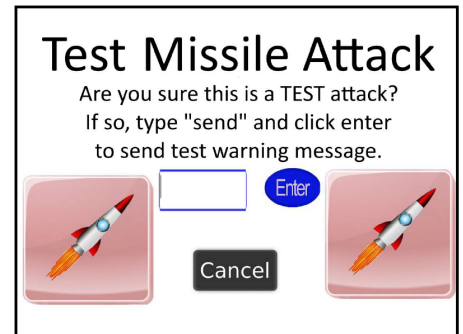 Test Missile Attack
Are you sure this is a TEST attack?
If so, type "send" and click enter
to send test warning message.
Enter
Cancel